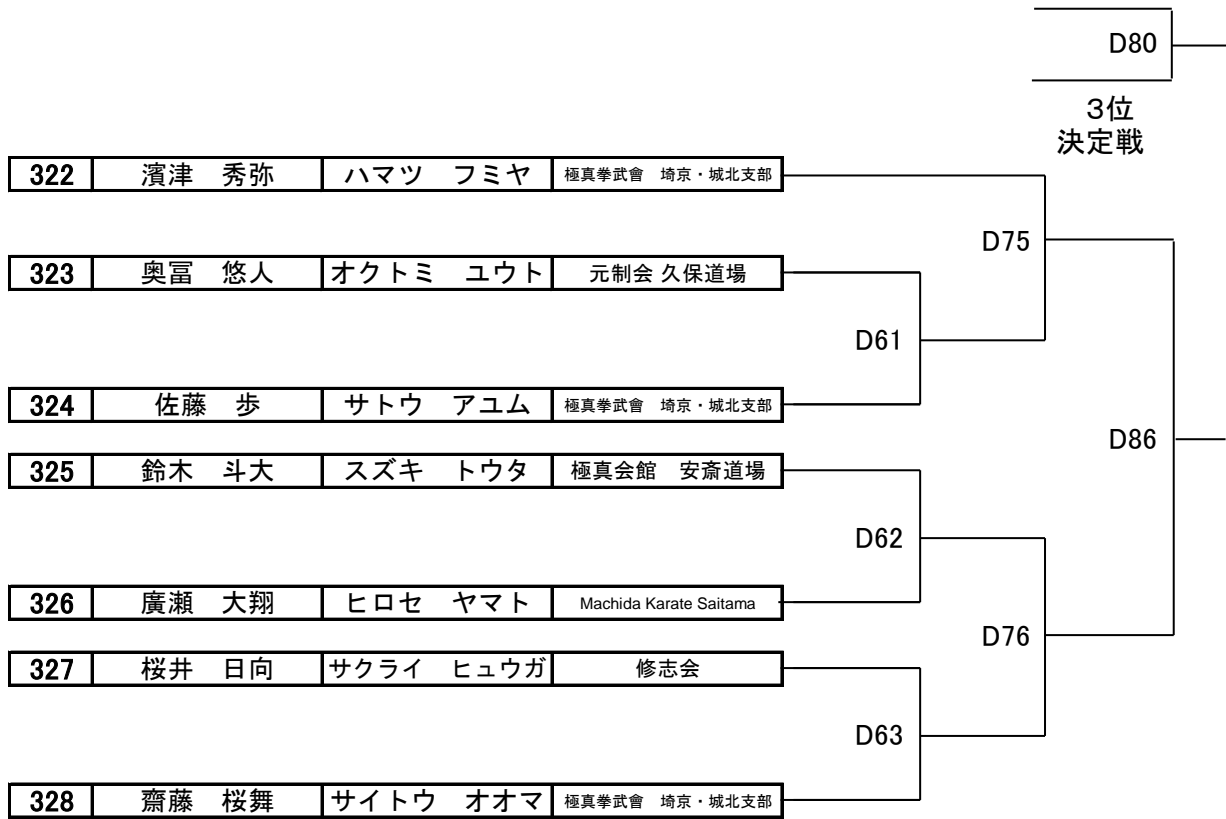 D80
３位
決定戦
322 濱津　秀弥 ハマツ　フミヤ 極真拳武會　埼京・城北支部
D75
323 奥冨　悠人 オクトミ　ユウト 元制会 久保道場
D61
324 佐藤　歩 サトウ　アユム 極真拳武會　埼京・城北支部
D86
325 鈴木　斗大 スズキ　トウタ 極真会館　安斎道場
D62
326 廣瀬　大翔 ヒロセ　ヤマト Machida Karate Saitama
D76
327 桜井　日向 サクライ　ヒュウガ 修志会
D63
328 齋藤　桜舞 サイトウ　オオマ 極真拳武會　埼京・城北支部